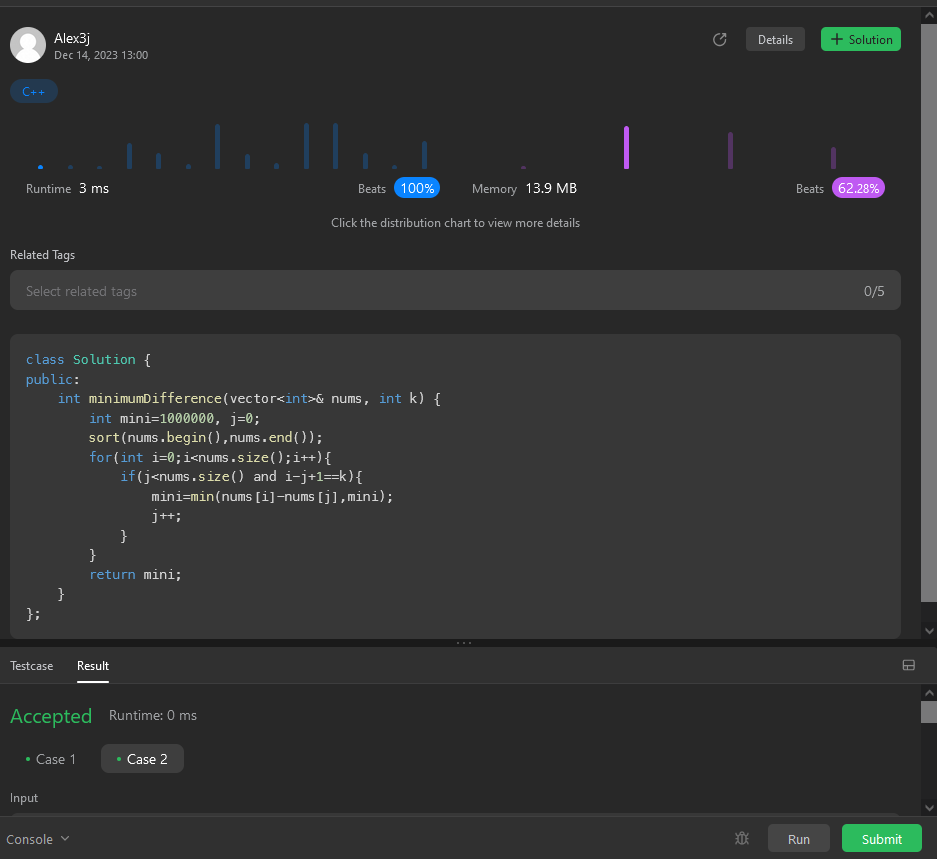 Alex3j
Dec 14, 2023 13:00
Details
+ Solution
C++
Runtime 3 ms
Beats 100%
Memory 13.9 MB
Beats 62.28%
Click the distribution chart to view more details
Related Tags
Select related tags 0/5
class Solution {
public:
    int minimumDifference(vector<int>& nums, int k) {
        int mini=1000000, j=0;
        sort(nums.begin(),nums.end());
        for(int i=0;i<nums.size();i++){
            if(j<nums.size() and i-j+1==k){
                mini=min(nums[i]-nums[j],mini);
                j++;
            }
        }
        return mini;
    }
};
Testcase Result
Accepted Runtime: 0 ms
• Case 1 • Case 2
Input
Console Run Submit